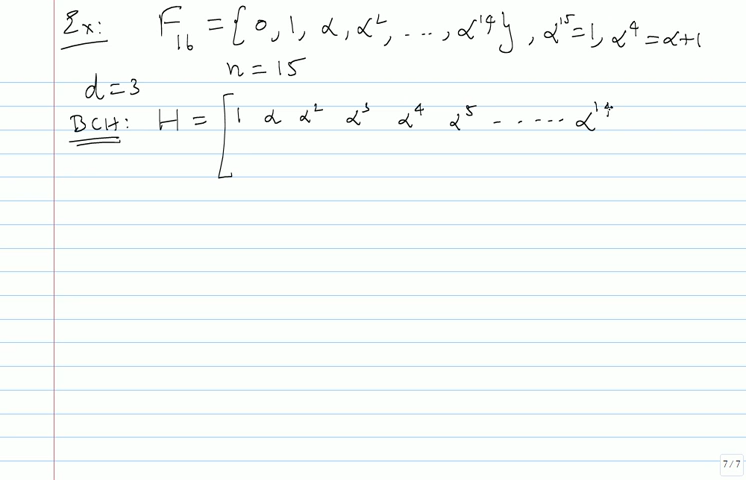 Ex: F₁₆ = {0, 1, α, α², ..., α¹⁴}, α¹⁵=1, α⁴=α+1
n=15
d=3
BCH: H = [1 α α² α³ α⁴ α⁵ ------- α¹⁴
7/7